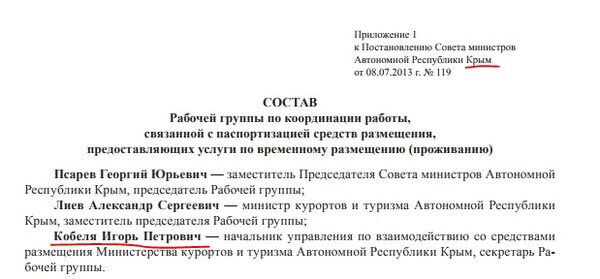 Приложение 1
к Постановлению Совета министров
Автономной Республики Крым
от 08.07.2013 г. № 119
СОСТАВ
Рабочей группы по координации работы,
связанной с паспортизацией средств размещения,
предоставляющих услуги по временному размещению (проживанию)
Псарев Георгий Юрьевич — заместитель Председателя Совета министров Автономной
Республики Крым, председатель Рабочей группы;
Лиев Александр Сергеевич — министр курортов и туризма Автономной Республики
Крым, заместитель председателя Рабочей группы;
Кобеля Игорь Петрович — начальник управления по взаимодействию со средствами
размещения Министерства курортов и туризма Автономной Республики Крым, секретарь Ра-
бочей группы.